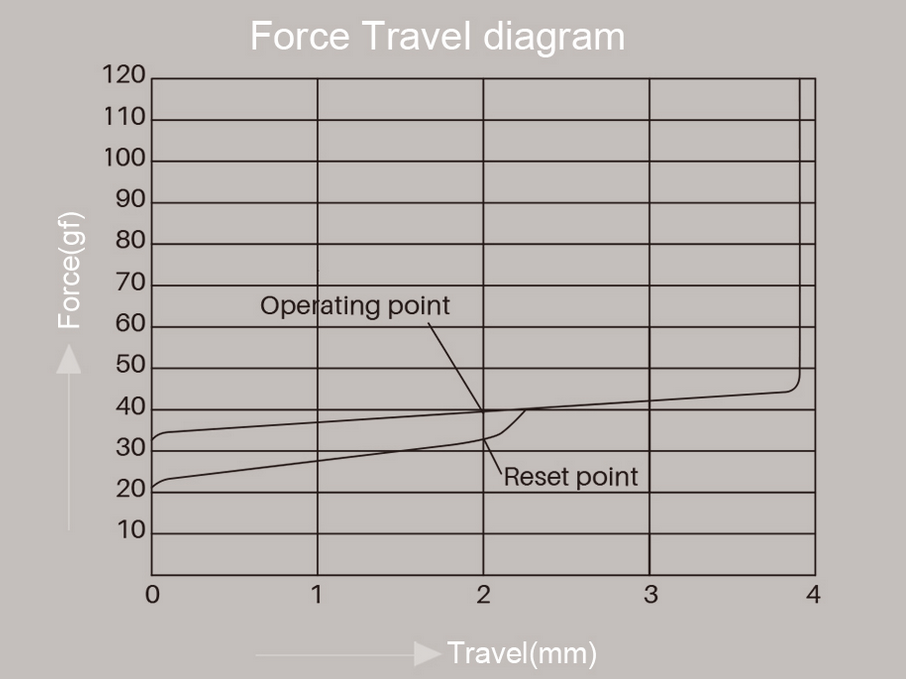 Force Travel diagram
120
110
100
90
80
70
60
50
40
30
20
10
Force(gf)
Operating point
Reset point
0 1 2 3 4
Travel(mm)